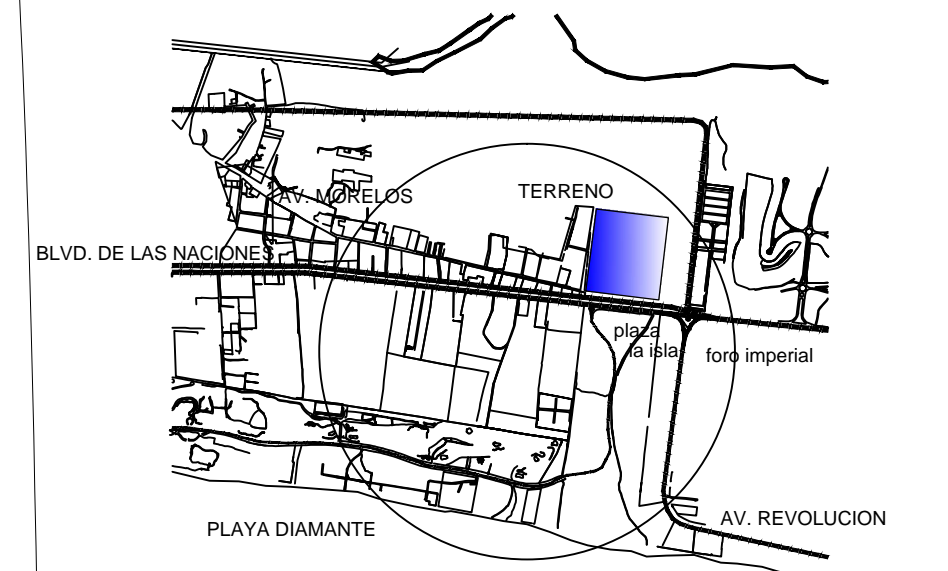 TERRENO
AV. MORELOS
BLVD. DE LAS NACIONES
plaza
la isla
foro imperial
AV. REVOLUCION
PLAYA DIAMANTE